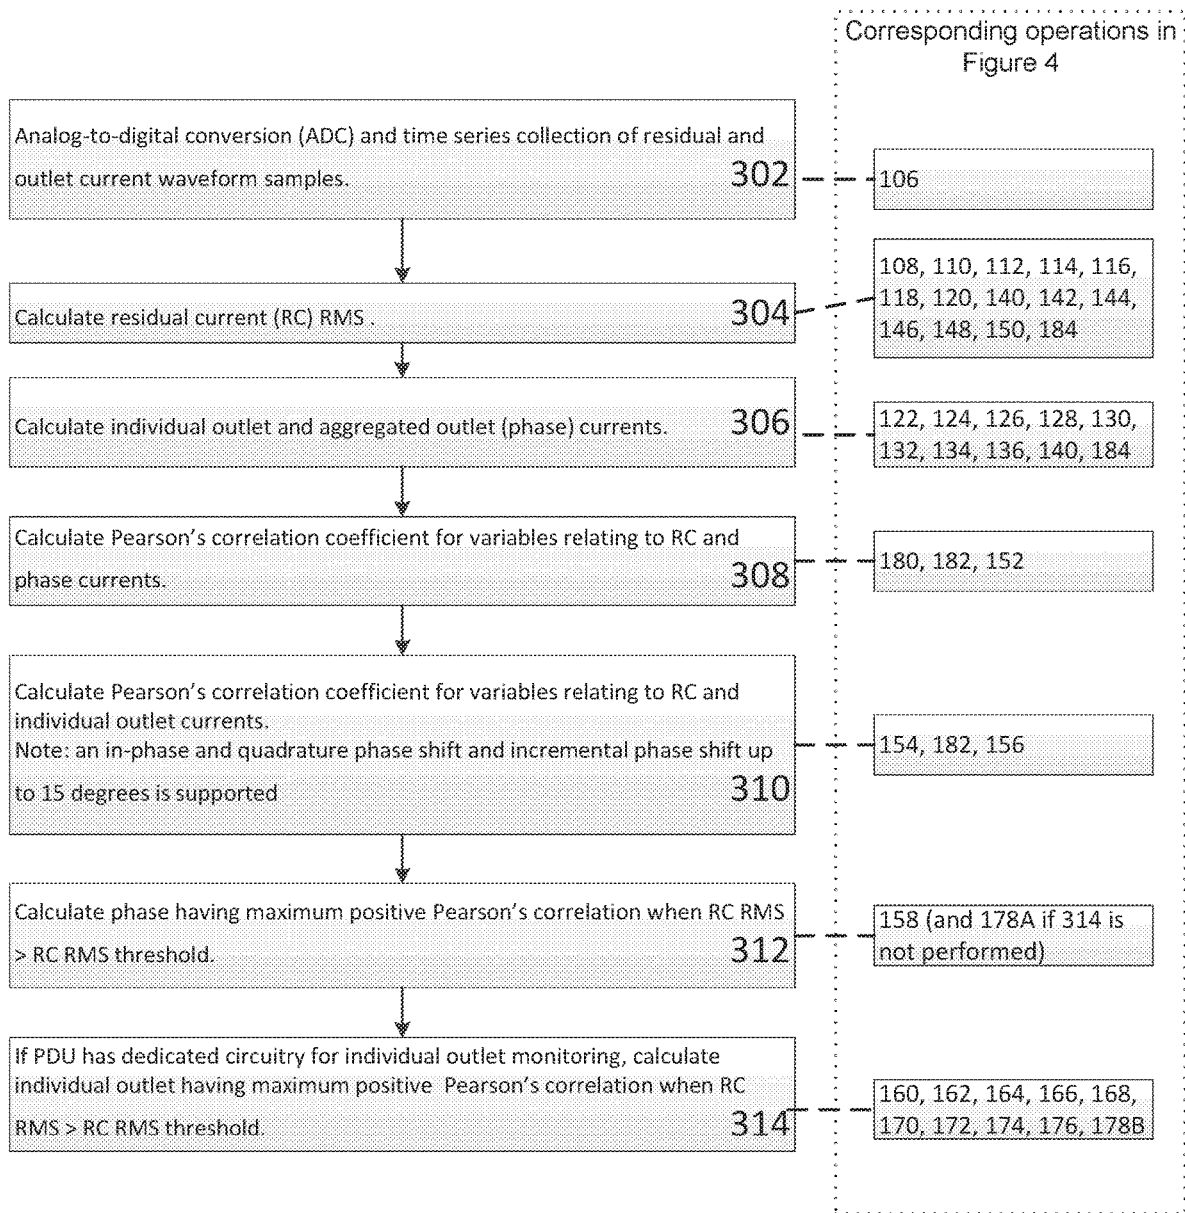 Corresponding operations in
Figure 4
Analog-to-digital conversion (ADC) and time series collection of residual and
outlet current waveform samples.
302
106
Calculate residual current (RC) RMS .
304
108, 110, 112, 114, 116,
118, 120, 140, 142, 144,
146, 148, 150, 184
Calculate individual outlet and aggregated outlet (phase) currents.
306
122, 124, 126, 128, 130,
132, 134, 136, 140, 184
Calculate Pearson's correlation coefficient for variables relating to RC and
phase currents.
308
180, 182, 152
Calculate Pearson's correlation coefficient for variables relating to RC and
individual outlet currents.
Note: an in-phase and quadrature phase shift and incremental phase shift up
to 15 degrees is supported
310
154, 182, 156
Calculate phase having maximum positive Pearson's correlation when RC RMS
> RC RMS threshold.
312
158 (and 178A if 314 is
not performed)
If PDU has dedicated circuitry for individual outlet monitoring, calculate
individual outlet having maximum positive Pearson's correlation when RC
RMS > RC RMS threshold.
314
160, 162, 164, 166, 168,
170, 172, 174, 176, 178B